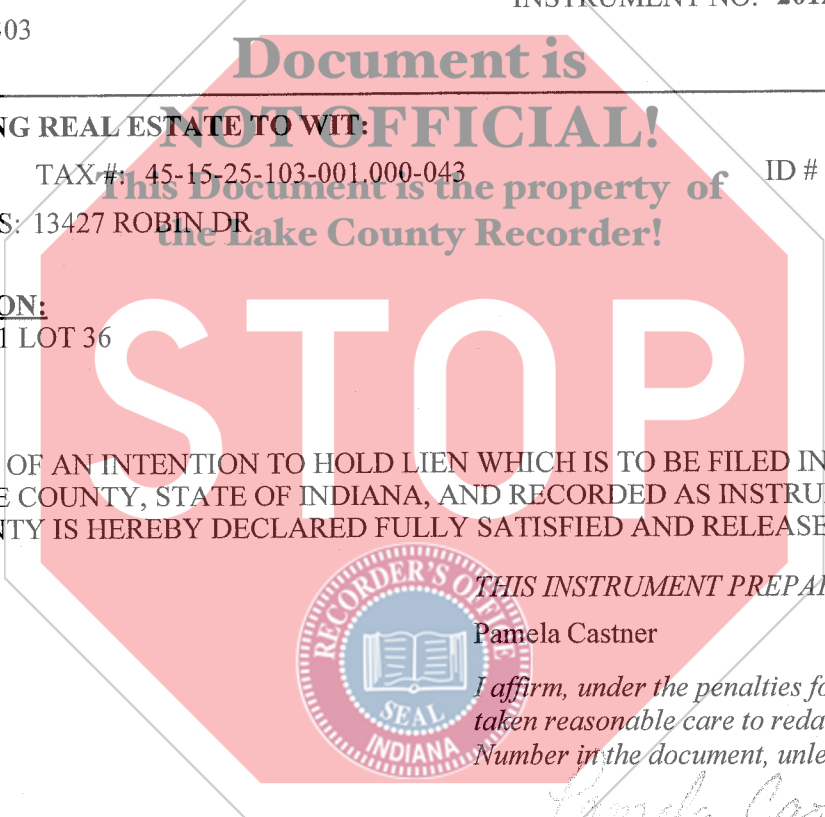 INSTRUMENT NO.
303
Document is
NOT OFFICIAL!
This Document is the property of
the Lake County Recorder!
NG REAL ESTATE TO WIT:
TAX #: 45-15-25-103-001.000-043 ID #
S: 13427 ROBIN DR
ON:
1 LOT 36
STOP
OF AN INTENTION TO HOLD LIEN WHICH IS TO BE FILED IN
E COUNTY, STATE OF INDIANA, AND RECORDED AS INSTRU
NTY IS HEREBY DECLARED FULLY SATISFIED AND RELEASE
RECORDER'S OFFICE
SEAL
INDIANA
THIS INSTRUMENT PREPA
Pamela Castner
I affirm, under the penalties fo
taken reasonable care to reda
Number in the document, unle
Pamela Cas